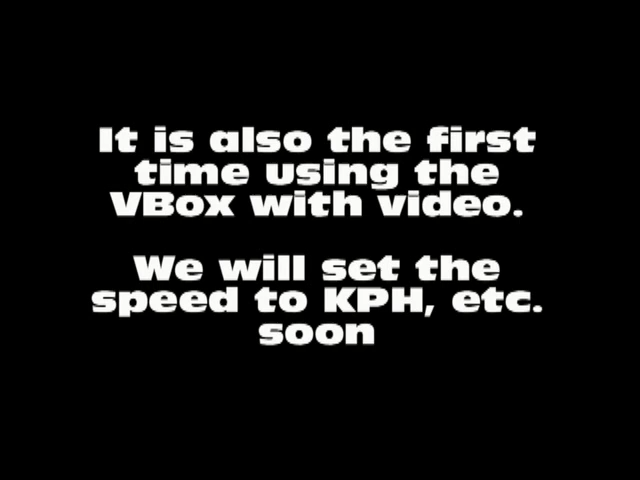 It is also the first
time using the
VBox with video.
We will set the
speed to KPH, etc.
soon